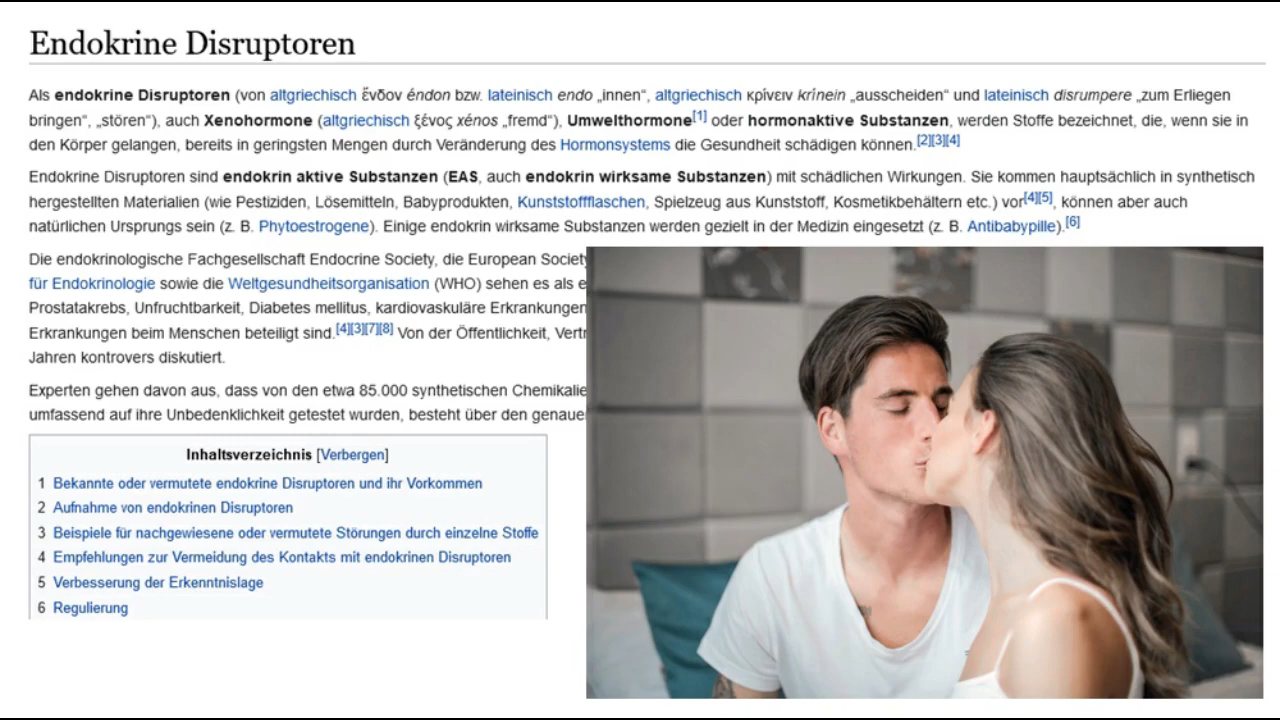 Endokrine Disruptoren
Als endokrine Disruptoren (von altgriechisch ἔνδον éndon bzw. lateinisch endo „innen“, altgriechisch κρίνειν krínein „ausscheiden“ und lateinisch disrumpere „zum Erliegen
bringen“, „stören“), auch Xenohormone (altgriechisch ξένος xénos „fremd“), Umwelthormone[1] oder hormonaktive Substanzen, werden Stoffe bezeichnet, die, wenn sie in
den Körper gelangen, bereits in geringsten Mengen durch Veränderung des Hormonsystems die Gesundheit schädigen können.[2][3][4]
Endokrine Disruptoren sind endokrin aktive Substanzen (EAS, auch endokrin wirksame Substanzen) mit schädlichen Wirkungen. Sie kommen hauptsächlich in synthetisch
hergestellten Materialien (wie Pestiziden, Lösemitteln, Babyprodukten, Kunststoffflaschen, Spielzeug aus Kunststoff, Kosmetikbehältern etc.) vor[4][5], können aber auch
natürlichen Ursprungs sein (z. B. Phytoestrogene). Einige endokrin wirksame Substanzen werden gezielt in der Medizin eingesetzt (z. B. Antibabypille).[6]
Die endokrinologische Fachgesellschaft Endocrine Society, die European Society
für Endokrinologie sowie die Weltgesundheitsorganisation (WHO) sehen es als e
Prostatakrebs, Unfruchtbarkeit, Diabetes mellitus, kardiovaskuläre Erkrankungen
Erkrankungen beim Menschen beteiligt sind.[4][3][7][8] Von der Öffentlichkeit, Vertr
Jahren kontrovers diskutiert.
Experten gehen davon aus, dass von den etwa 85.000 synthetischen Chemikalie
umfassend auf ihre Unbedenklichkeit getestet wurden, besteht über den genaue
Inhaltsverzeichnis [Verbergen]
1 Bekannte oder vermutete endokrine Disruptoren und ihr Vorkommen
2 Aufnahme von endokrinen Disruptoren
3 Beispiele für nachgewiesene oder vermutete Störungen durch einzelne Stoffe
4 Empfehlungen zur Vermeidung des Kontakts mit endokrinen Disruptoren
5 Verbesserung der Erkenntnislage
6 Regulierung